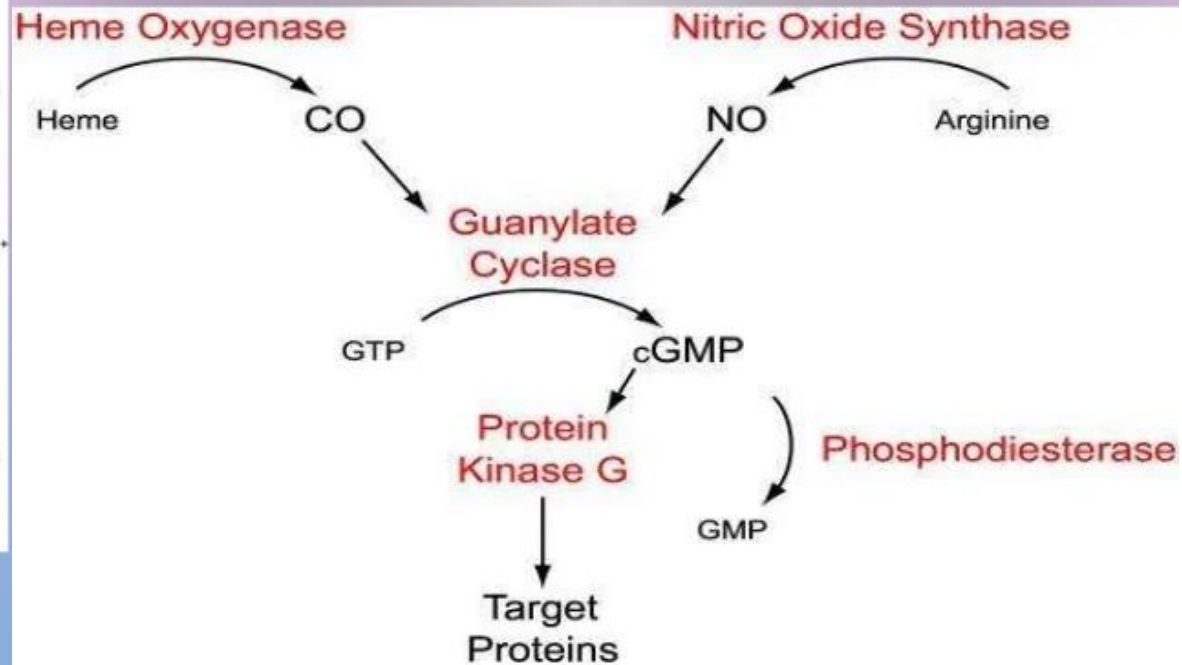 Heme Oxygenase
Nitric Oxide Synthase
Heme
CO
NO
Arginine
Guanylate
Cyclase
GTP
cGMP
Protein
Kinase G
Phosphodiesterase
GMP
Target
Proteins